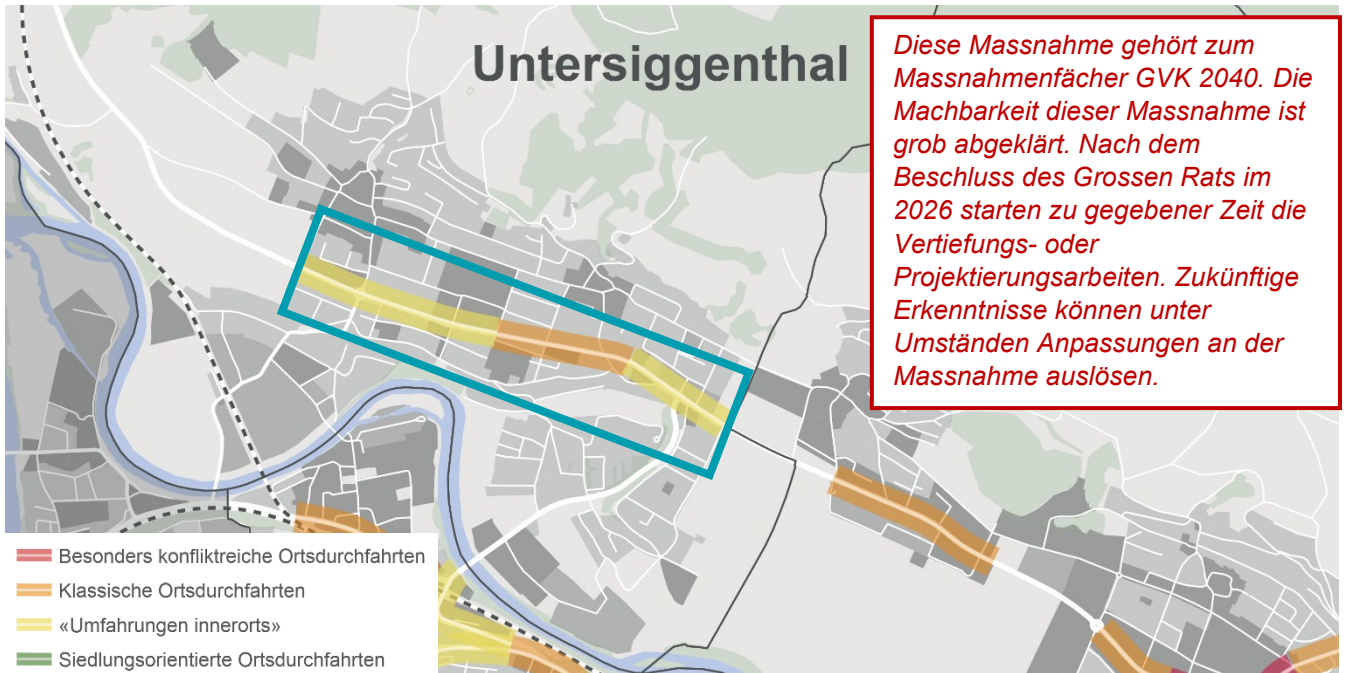 Untersiggenthal
Diese Massnahme gehört zum
Massnahmenfächer GVK 2040. Die
Machbarkeit dieser Massnahme ist
grob abgeklärt. Nach dem
Beschluss des Grossen Rats im
2026 starten zu gegebener Zeit die
Vertiefungs- oder
Projektierungsarbeiten. Zukünftige
Erkenntnisse können unter
Umständen Anpassungen an der
Massnahme auslösen.
Besonders konfliktreiche Ortsdurchfahrten
Klassische Ortsdurchfahrten
«Umfahrungen innerorts»
Siedlungsorientierte Ortsdurchfahrten